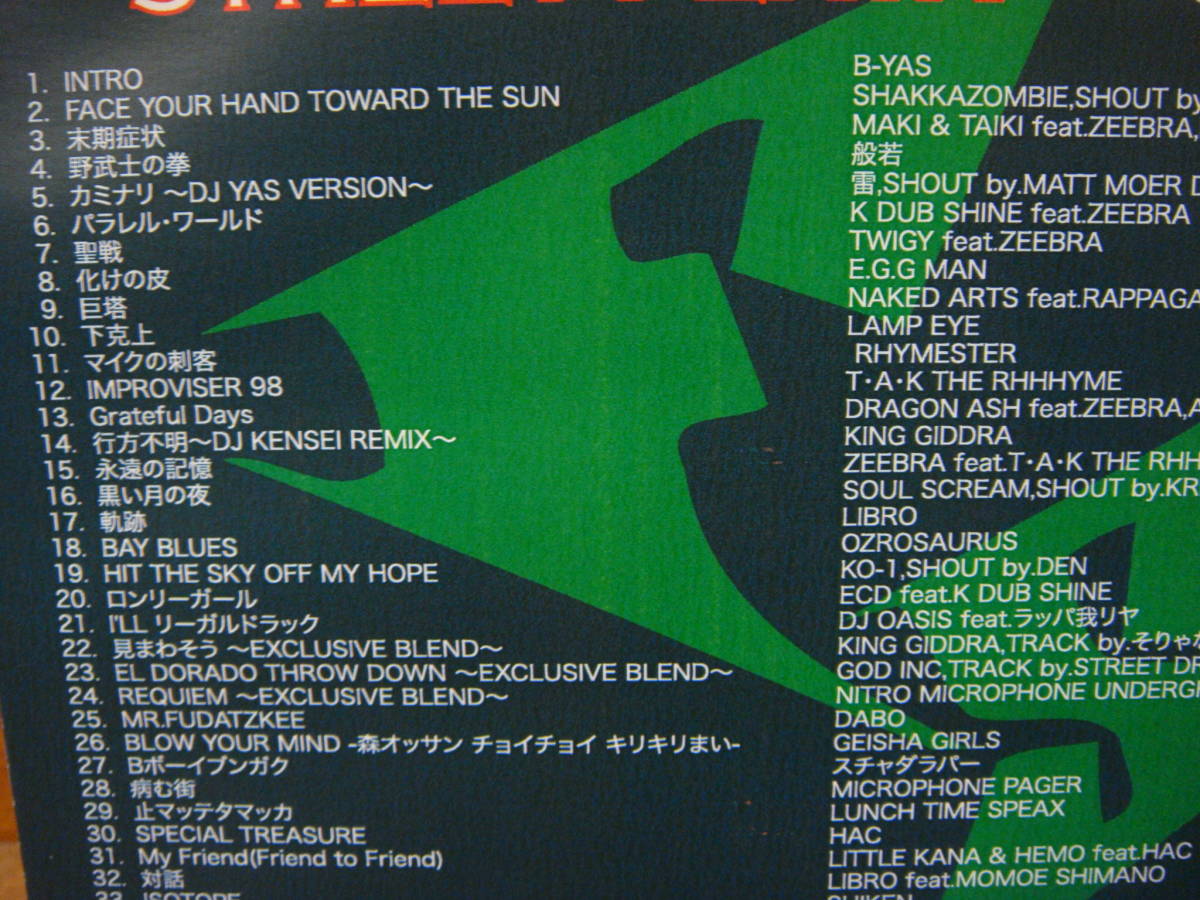 1. INTRO B-YAS
2. FACE YOUR HAND TOWARD THE SUN SHAKKAZOMBIE,SHOUT by
3. 末期症状 MAKI & TAIKI feat.ZEEBRA,
4. 野武士の拳 般若
5. カミナリ ～DJ YAS VERSION～ 雷,SHOUT by.MATT MOER D
6. パラレル・ワールド K DUB SHINE feat.ZEEBRA
7. 聖戦 TWIGY feat.ZEEBRA
8. 化けの皮 E.G.G MAN
9. 巨塔 NAKED ARTS feat.RAPPAGA
10. 下克上 LAMP EYE
11. マイクの刺客 RHYMESTER
12. IMPROVISER 98 T・A・K THE RHHHYME
13. Grateful Days DRAGON ASH feat.ZEEBRA,A
14. 行方不明～DJ KENSEI REMIX～ KING GIDDRA
15. 永遠の記憶 ZEEBRA feat.T・A・K THE RHH
16. 黒い月の夜 SOUL SCREAM,SHOUT by.KR
17. 軌跡 LIBRO
18. BAY BLUES OZROSAURUS
19. HIT THE SKY OFF MY HOPE KO-1,SHOUT by.DEN
20. ロンリーガール ECD feat.K DUB SHINE
21. I'LL リーガルドラック DJ OASIS feat.ラッパ我リヤ
22. 見まわそう ～EXCLUSIVE BLEND～ KING GIDDRA,TRACK by.そりゃな
23. EL DORADO THROW DOWN ～EXCLUSIVE BLEND～ GOD INC,TRACK by.STREET DR
24. REQUIEM ～EXCLUSIVE BLEND～ NITRO MICROPHONE UNDERGR
25. MR.FUDATZKEE DABO
26. BLOW YOUR MIND -森オッサン チョイチョイ キリキリまい- GEISHA GIRLS
27. Bボーイブンガク スチャダラパー
28. 病む街 MICROPHONE PAGER
29. 止マッテタマッカ LUNCH TIME SPEAX
30. SPECIAL TREASURE HAC
31. My Friend(Friend to Friend) LITTLE KANA & HEMO feat.HAC
32. 対話 LIBRO feat.MOMOE SHIMANO
33. ISOTOPE SHIKEN